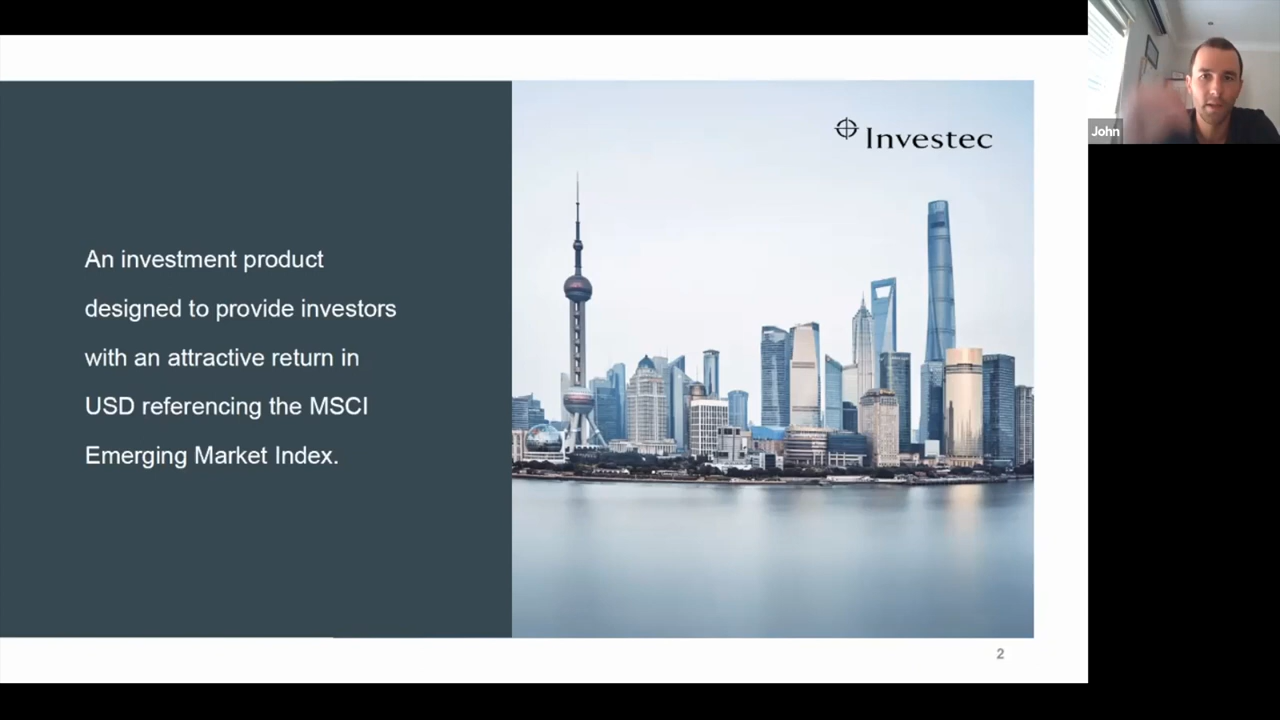 Investec
An investment product
designed to provide investors
with an attractive return in
USD referencing the MSCI
Emerging Market Index.
2
John